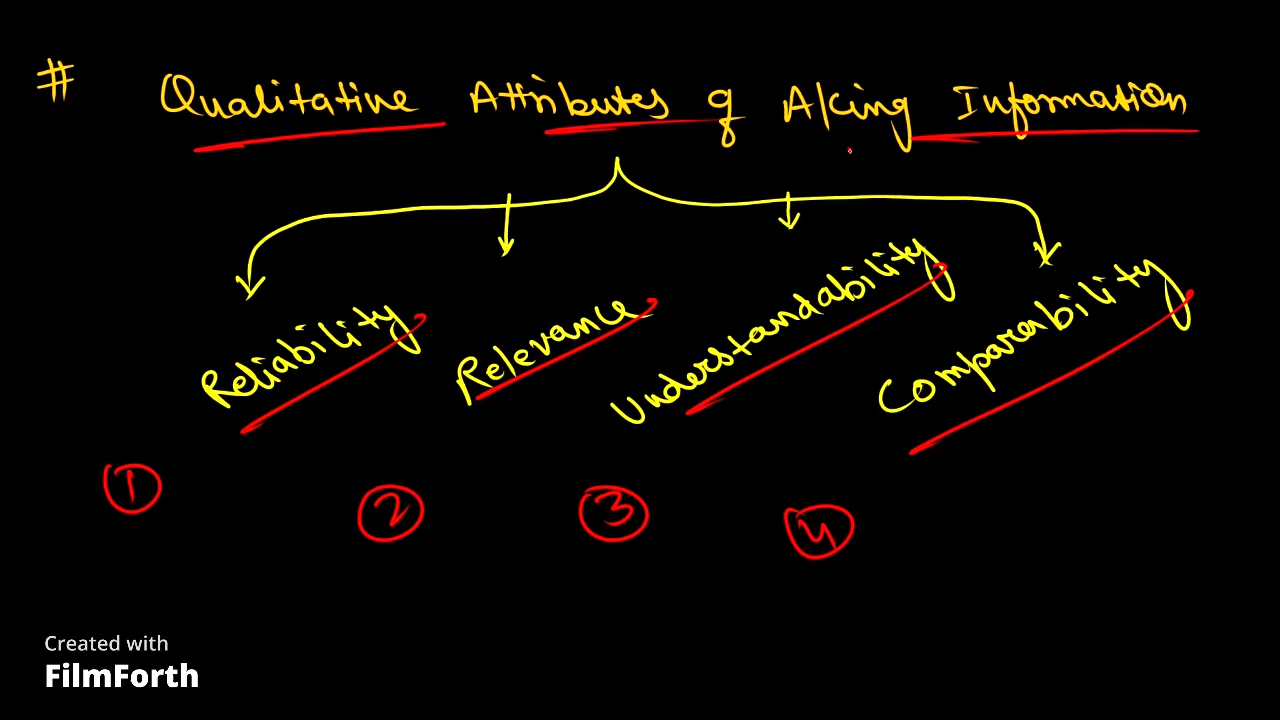 # Qualitative Attributes of A/cing Information
Reliability
Relevance
Understandability
Comparability
1 2 3 4
Created with
FilmForth